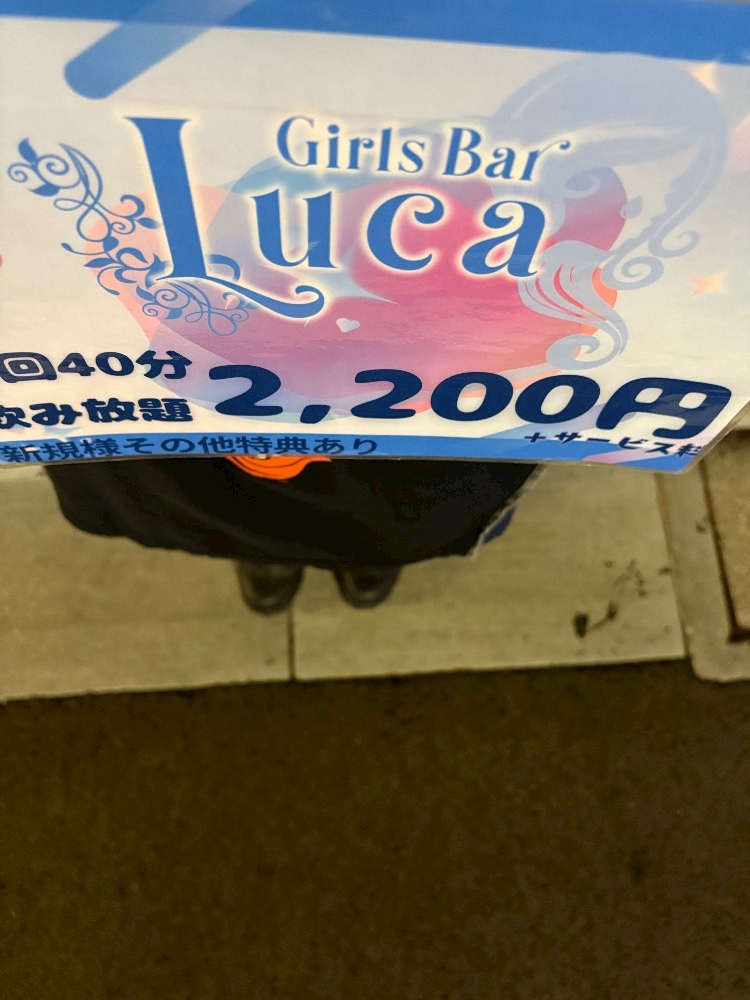 Girls Bar
Luca
回40分
飲み放題
2,200円
+サービス料
新規様その他特典あり